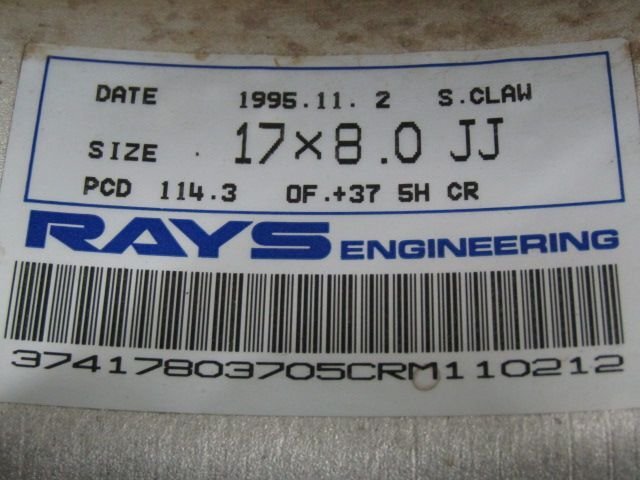 DATE 1995.11. 2 S.CLAW
SIZE 17×8.0 JJ
PCD 114.3 OF.+37 5H CR
RAYS ENGINEERING
37417803705CRM110212